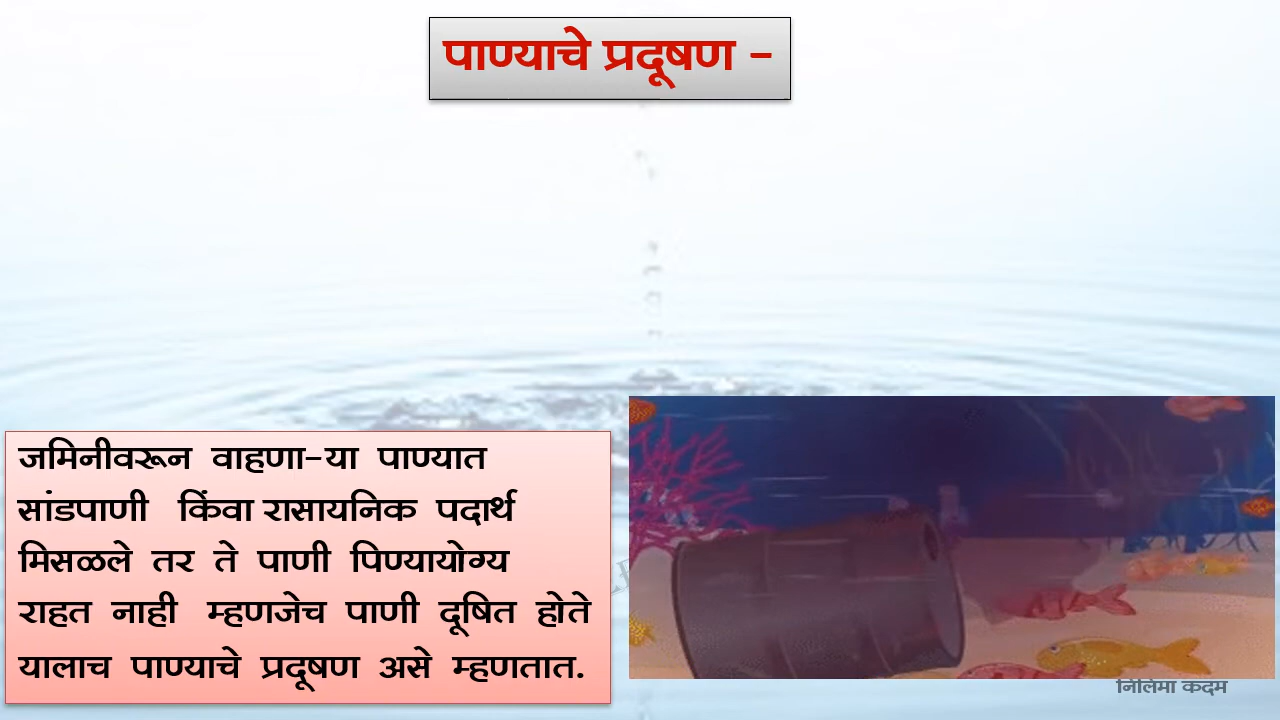 पाण्याचे प्रदूषण -
जमिनीवरून वाहणा-या पाण्यात
सांडपाणी किंवा रासायनिक पदार्थ
मिसळले तर ते पाणी पिण्यायोग्य
राहत नाही म्हणजेच पाणी दूषित होते
यालाच पाण्याचे प्रदूषण असे म्हणतात.
निलिमा कदम